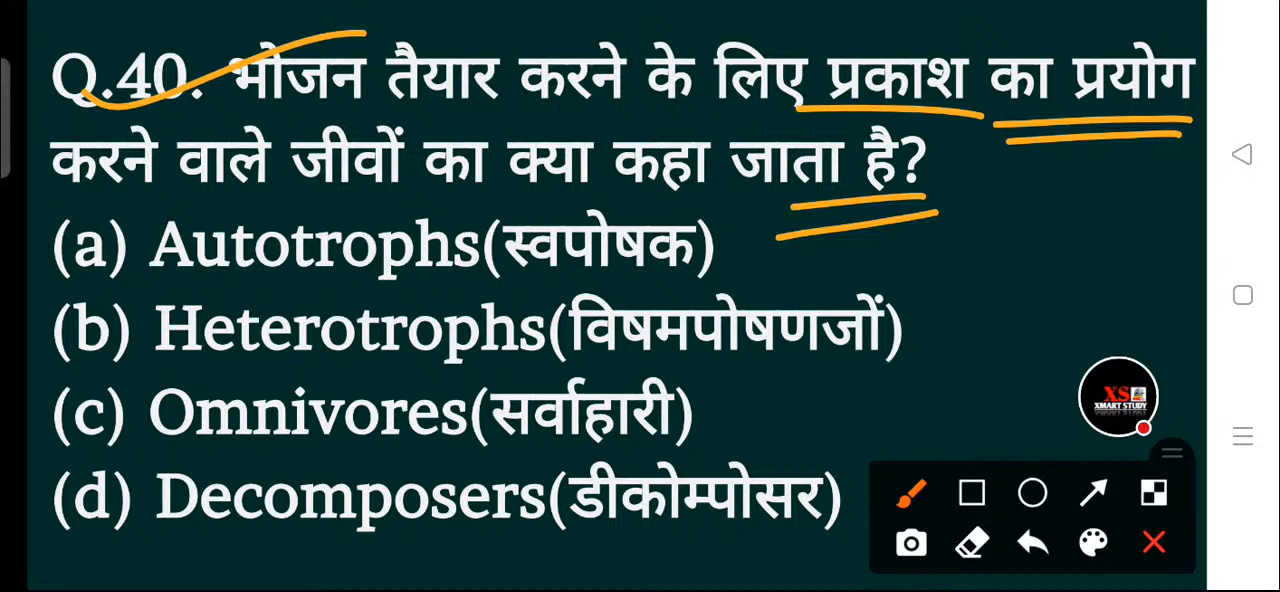 Q.40. भोजन तैयार करने के लिए प्रकाश का प्रयोग
करने वाले जीवों का क्या कहा जाता है?
(a) Autotrophs(स्वपोषक)
(b) Heterotrophs(विषमपोषणजों)
(c) Omnivores(सर्वाहारी)
(d) Decomposers(डीकोम्पोसर)
XS
XMART STUDY